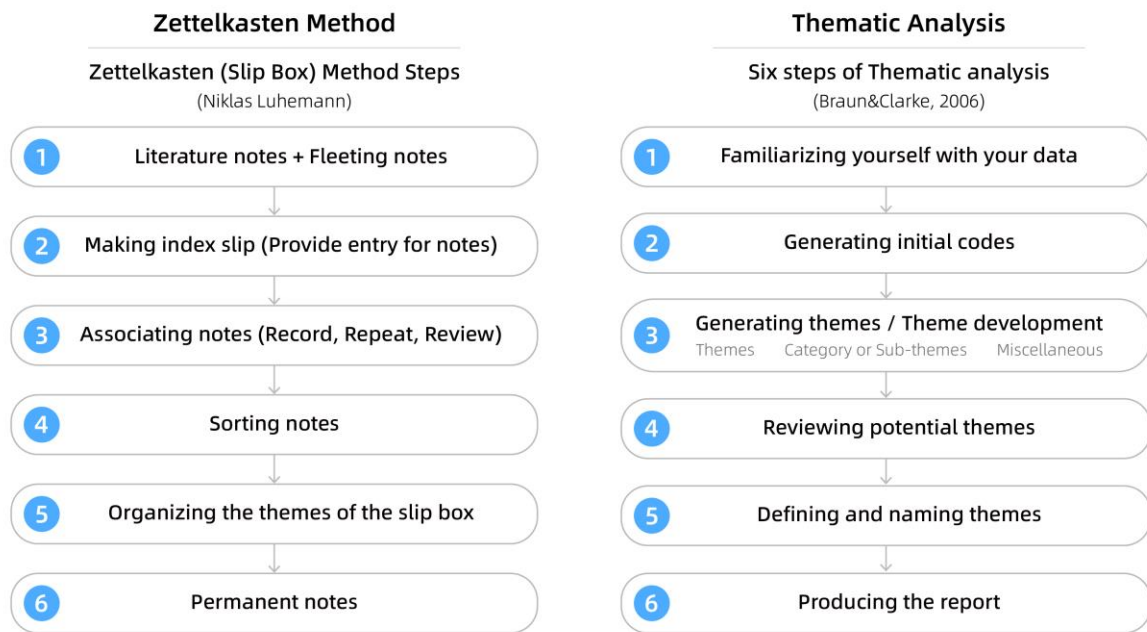 Zettelkasten Method
Zettelkasten (Slip Box) Method Steps
(Niklas Luhemann)
1 Literature notes + Fleeting notes
2 Making index slip (Provide entry for notes)
3 Associating notes (Record, Repeat, Review)
4 Sorting notes
5 Organizing the themes of the slip box
6 Permanent notes
Thematic Analysis
Six steps of Thematic analysis
(Braun&Clarke, 2006)
1 Familiarizing yourself with your data
2 Generating initial codes
3 Generating themes / Theme development
Themes Category or Sub-themes Miscellaneous
4 Reviewing potential themes
5 Defining and naming themes
6 Producing the report